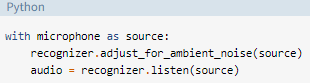 Python
with microphone as source:
    recognizer.adjust_for_ambient_noise(source)
    audio = recognizer.listen(source)